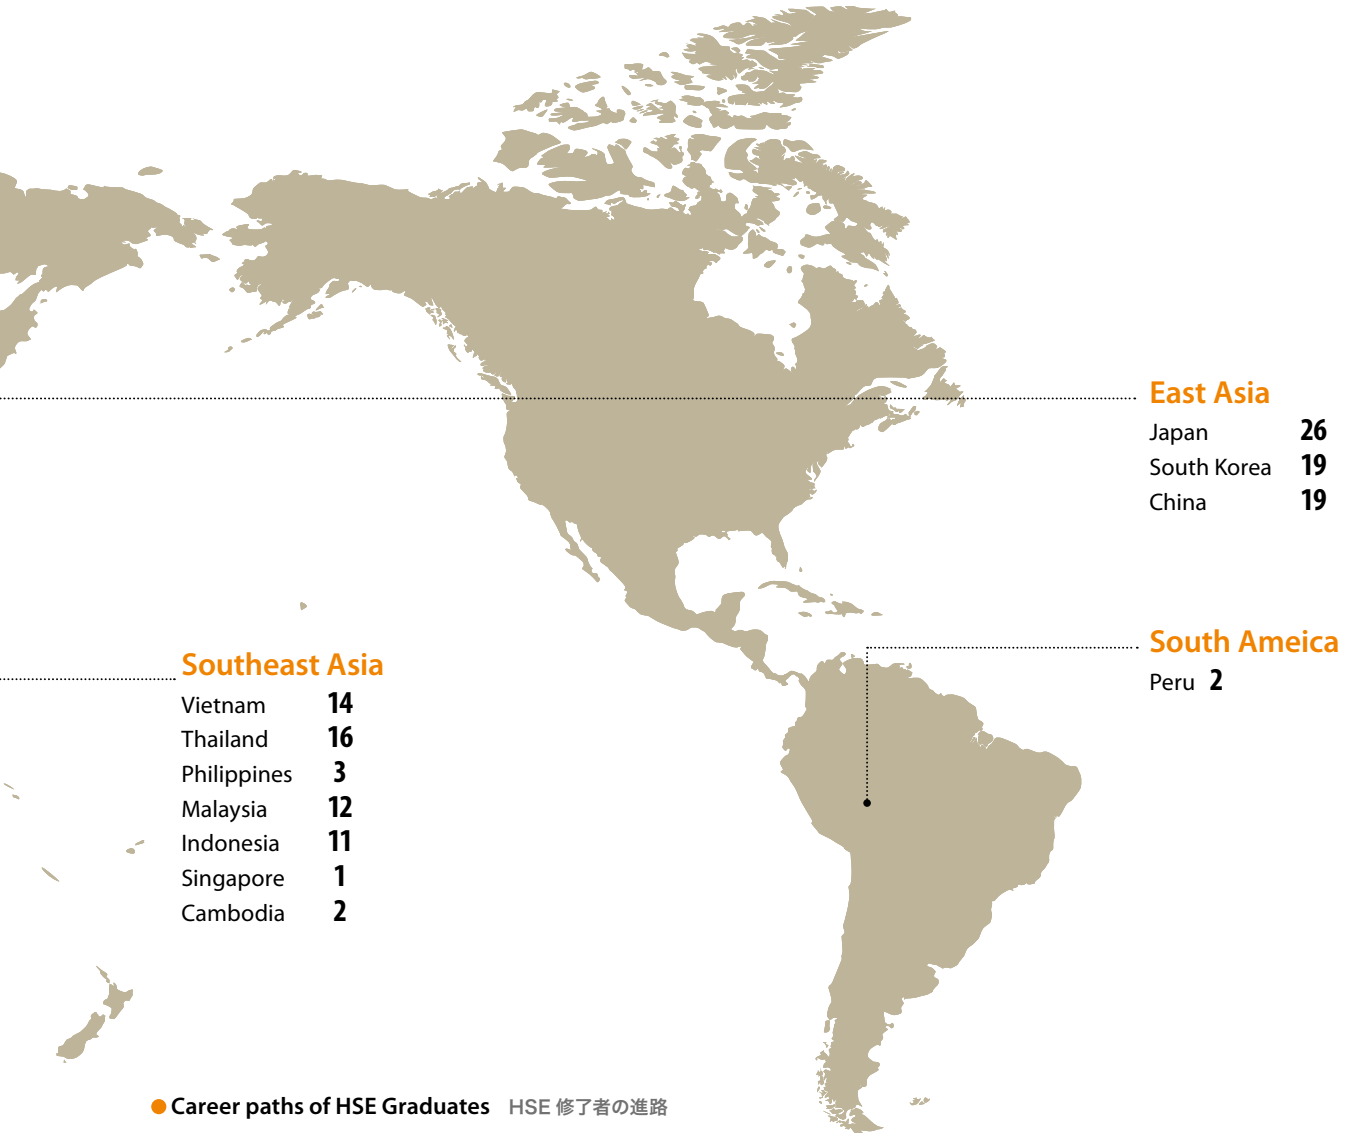 East Asia
Japan 26
South Korea 19
China 19
South Ameica
Peru 2
Southeast Asia
Vietnam 14
Thailand 16
Philippines 3
Malaysia 12
Indonesia 11
Singapore 1
Cambodia 2
Career paths of HSE Graduates HSE 修了者の進路